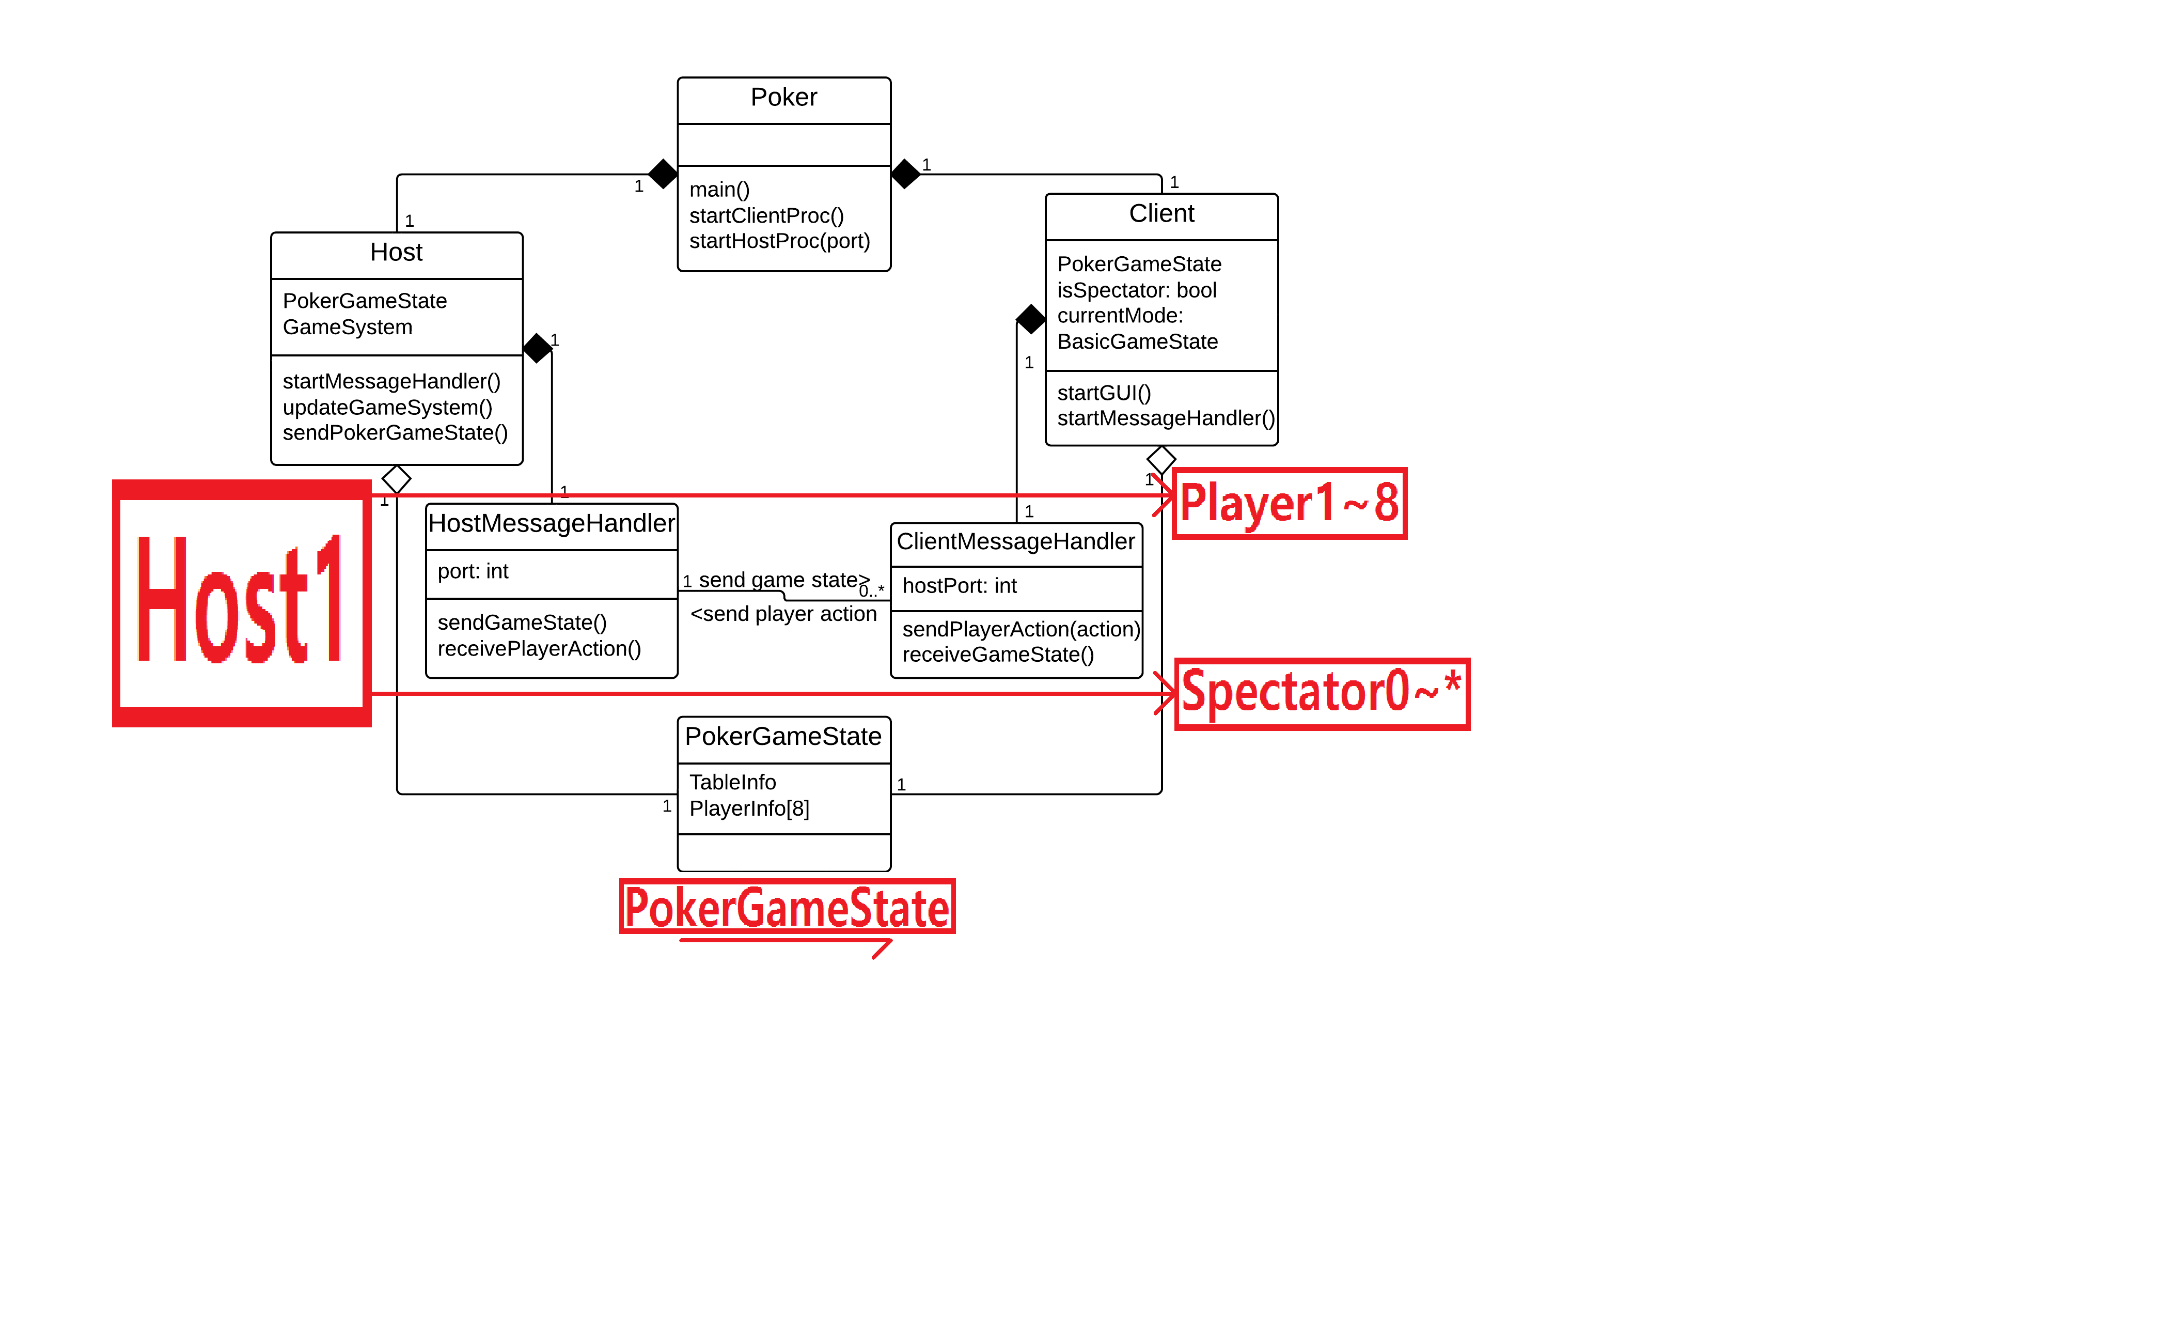 Poker
main()
startClientProc()
startHostProc(port)
1
1
1
1
Host
PokerGameState
GameSystem
startMessageHandler()
updateGameSystem()
sendPokerGameState()
Client
PokerGameState
isSpectator: bool
currentMode:
BasicGameState
startGUI()
startMessageHandler()
1
1
1
1
1
1
Host1
Player1~8
HostMessageHandler
port: int
sendGameState()
receivePlayerAction()
1 send game state>
0..*
<send player action
ClientMessageHandler
hostPort: int
sendPlayerAction(action)
receiveGameState()
Spectator0~*
PokerGameState
TableInfo
PlayerInfo[8]
1
1
PokerGameState